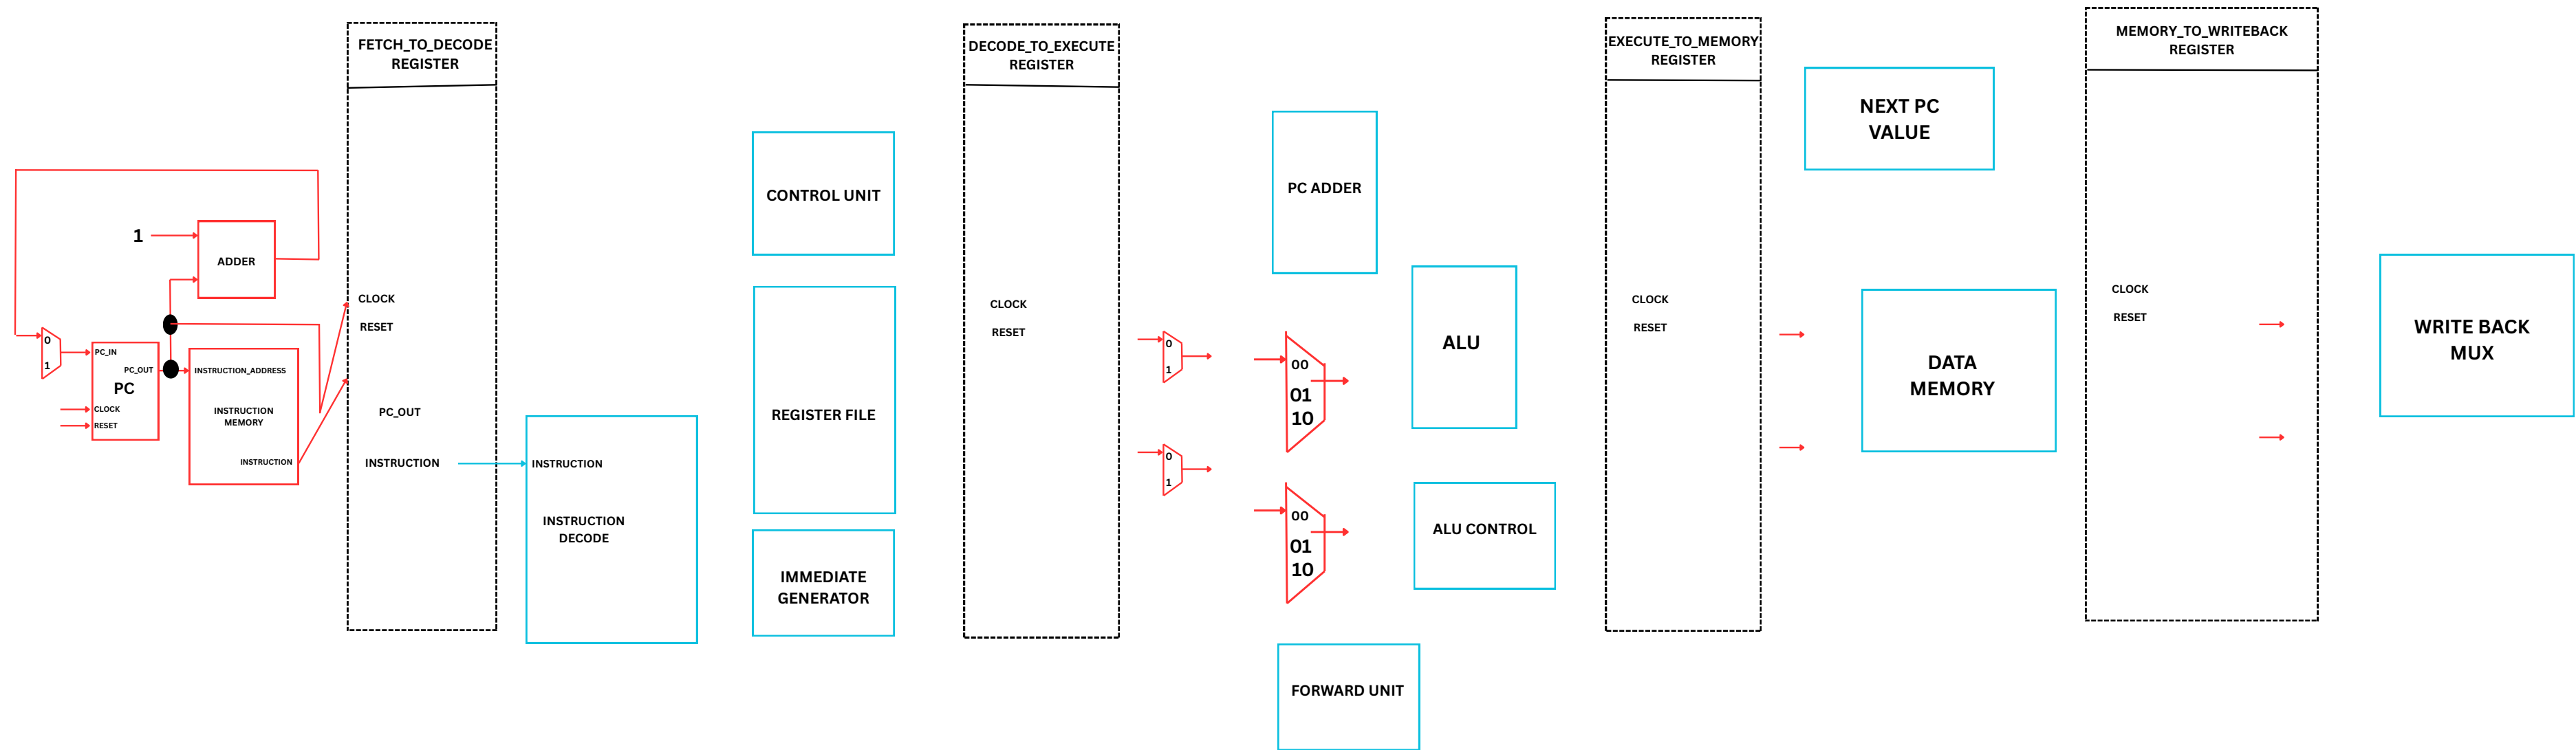 FETCH_TO_DECODE
REGISTER
1
ADDER
0
1
PC_IN
PC_OUT
PC
CLOCK
RESET
INSTRUCTION_ADDRESS
INSTRUCTION
MEMORY
INSTRUCTION
CLOCK
RESET
PC_OUT
INSTRUCTION
INSTRUCTION
INSTRUCTION
DECODE
CONTROL UNIT
REGISTER FILE
IMMEDIATE
GENERATOR
DECODE_TO_EXECUTE
REGISTER
CLOCK
RESET
0
1
0
1
PC ADDER
00
01
10
00
01
10
ALU
ALU CONTROL
FORWARD UNIT
EXECUTE_TO_MEMORY
REGISTER
CLOCK
RESET
NEXT PC
VALUE
DATA
MEMORY
MEMORY_TO_WRITEBACK
REGISTER
CLOCK
RESET
WRITE BACK
MUX